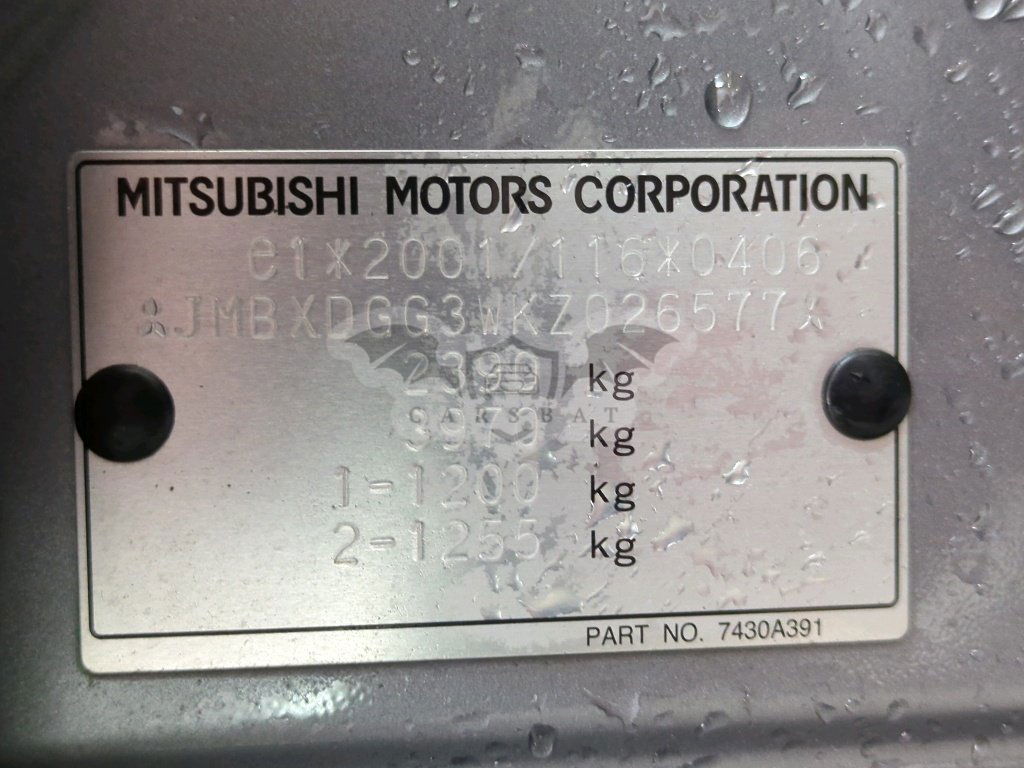 MITSUBISHI MOTORS CORPORATION
e1*2001/116*0406
JMBXDGG3WKZ026577
kg
CARSBAT
kg
1-1200 kg
2-1255 kg
PART NO. 7430A391